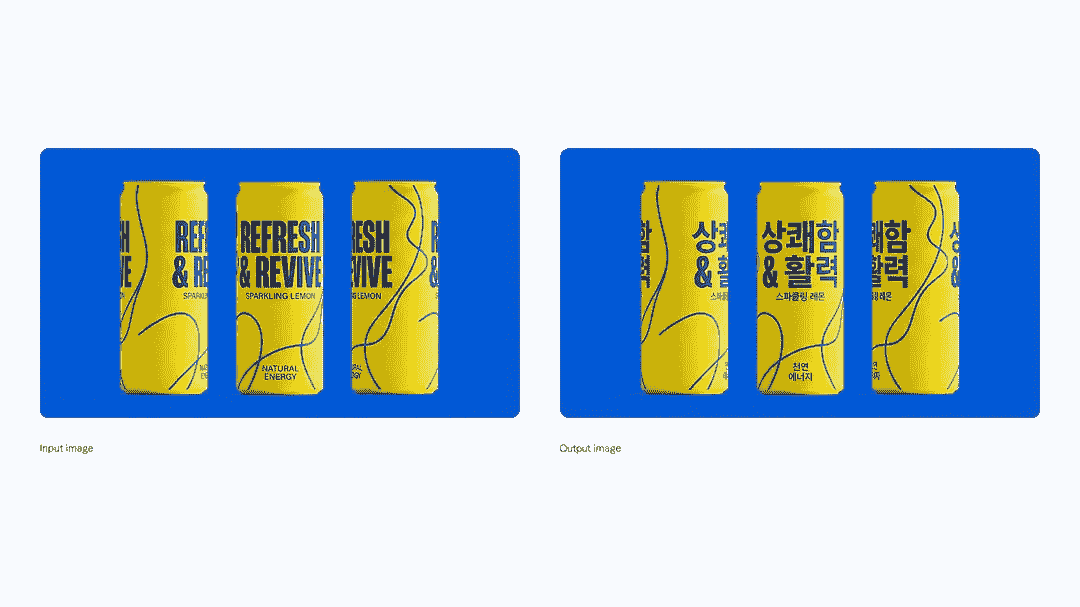 REFRESH
& REVIVE
SPARKLING LEMON
NATURAL
ENERGY
상쾌함
& 활력
스파클링 레몬
천연
에너지
Input image
Output image